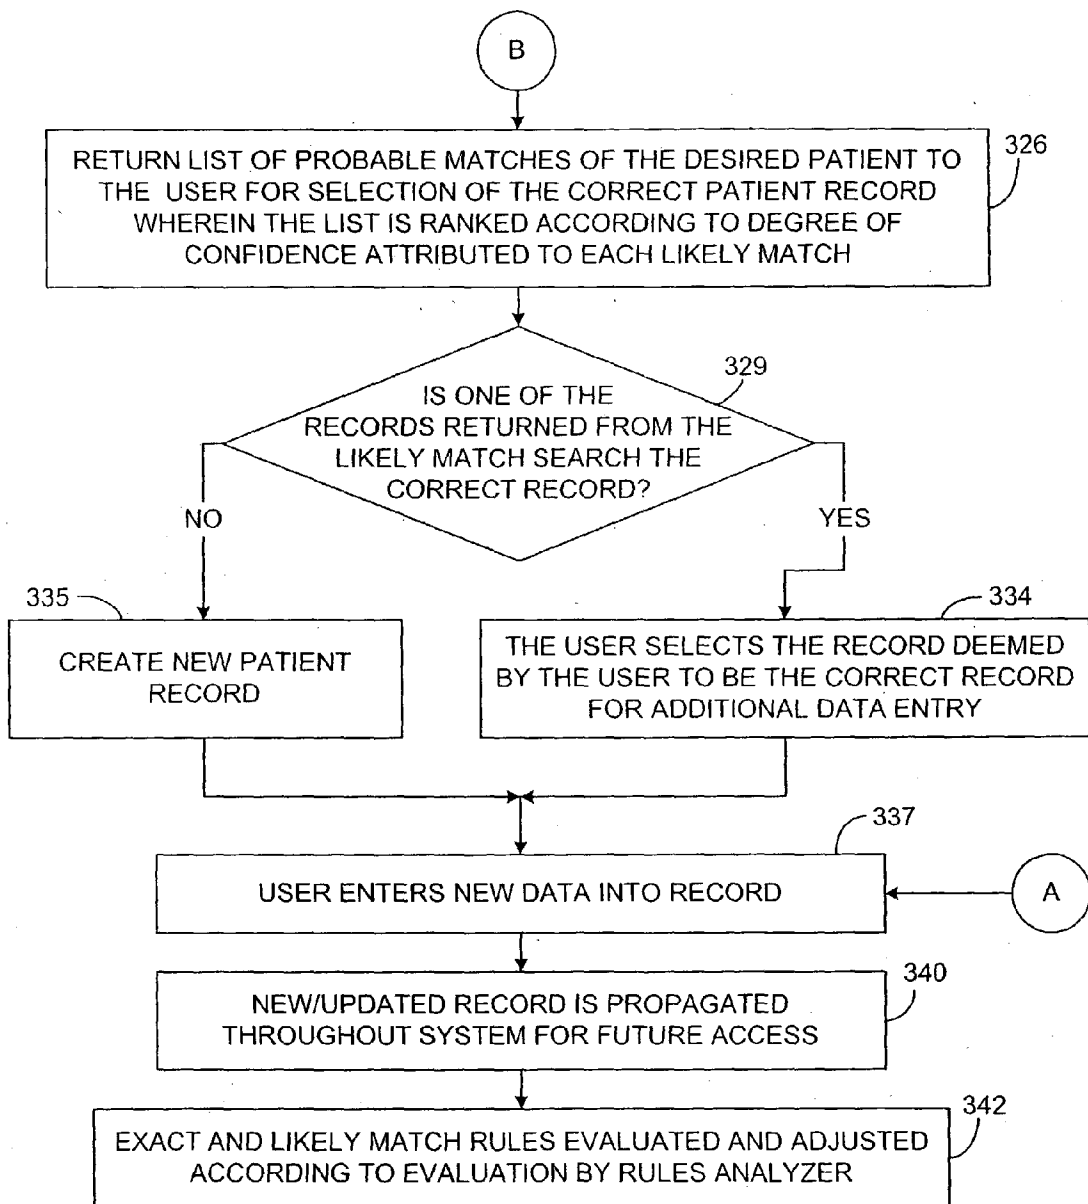 B
RETURN LIST OF PROBABLE MATCHES OF THE DESIRED PATIENT TO
THE USER FOR SELECTION OF THE CORRECT PATIENT RECORD
WHEREIN THE LIST IS RANKED ACCORDING TO DEGREE OF
CONFIDENCE ATTRIBUTED TO EACH LIKELY MATCH
326
329
IS ONE OF THE
RECORDS RETURNED FROM THE
LIKELY MATCH SEARCH THE
CORRECT RECORD?
NO
YES
335
CREATE NEW PATIENT
RECORD
334
THE USER SELECTS THE RECORD DEEMED
BY THE USER TO BE THE CORRECT RECORD
FOR ADDITIONAL DATA ENTRY
337
USER ENTERS NEW DATA INTO RECORD
A
340
NEW/UPDATED RECORD IS PROPAGATED
THROUGHOUT SYSTEM FOR FUTURE ACCESS
342
EXACT AND LIKELY MATCH RULES EVALUATED AND ADJUSTED
ACCORDING TO EVALUATION BY RULES ANALYZER